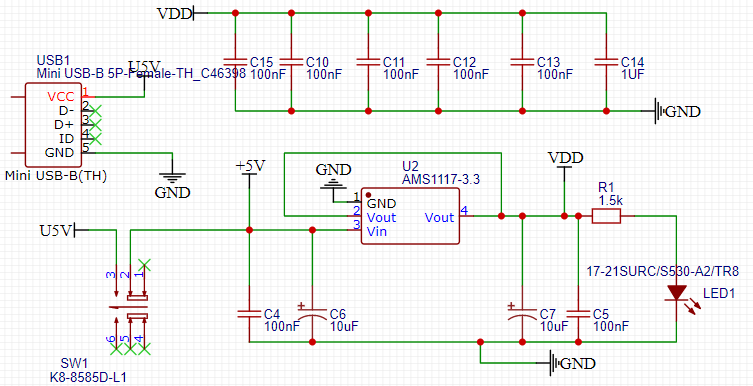 VDD
C15
100nF
C10
100nF
C11
100nF
C12
100nF
C13
100nF
C14
1UF
GND
USB1
Mini USB-B 5P-Female-TH_C46398
U5V
VCC 1
D- 2
D+ 3
ID 4
GND 5
Mini USB-B(TH)
GND
+5V
GND
U2
AMS1117-3.3
1 GND
2 Vout
3 Vin
Vout 4
VDD
R1
1.5k
U5V
3 2 1
6 5 4
SW1
K8-8585D-L1
C4
100nF
+
C6
10uF
+
C7
10uF
C5
100nF
17-21SURC/S530-A2/TR8
LED1
GND